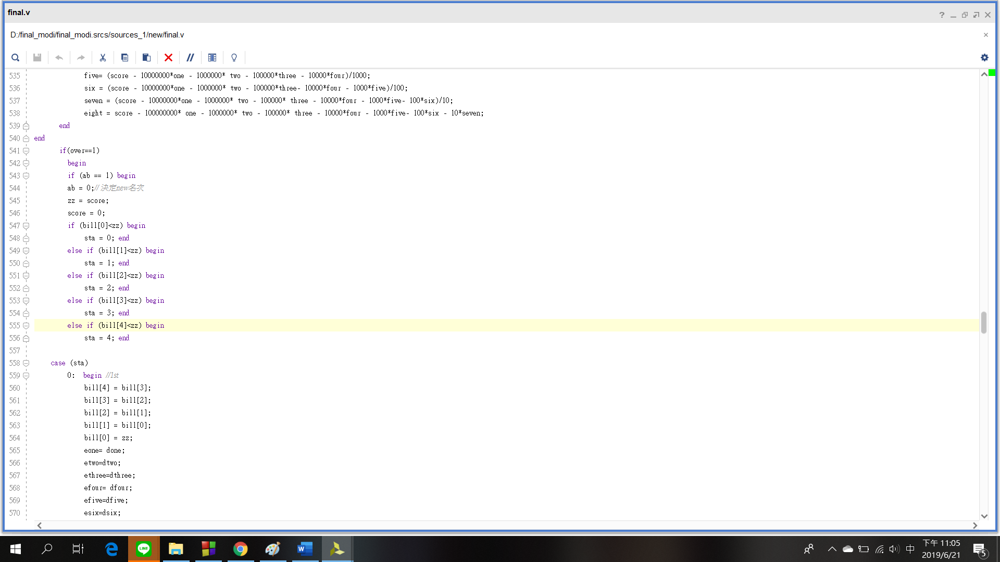 final.v
D:/final_modi/final_modi.srcs/sources_1/new/final.v
535 five= (score - 10000000*one - 1000000* two - 100000*three - 10000*four)/1000;
536 six = (score - 10000000*one - 1000000* two - 100000*three- 10000*four - 1000*five)/100;
537 seven = (score - 10000000*one - 1000000* two - 100000* three - 10000*four - 1000*five- 100*six)/10;
538 eight = score - 100000000* one - 1000000* two - 100000* three - 10000*four - 1000*five- 100*six - 10*seven;
539 end
540 end
541 if(over==1)
542 begin
543 if (ab == 1) begin
544 ab = 0;// 決定new名次
545 zz = score;
546 score = 0;
547 if (bill[0]<zz) begin
548 sta = 0; end
549 else if (bill[1]<zz) begin
550 sta = 1; end
551 else if (bill[2]<zz) begin
552 sta = 2; end
553 else if (bill[3]<zz) begin
554 sta = 3; end
555 else if (bill[4]<zz) begin
556 sta = 4; end
557
558 case (sta)
559 0: begin //1st
560 bill[4] = bill[3];
561 bill[3] = bill[2];
562 bill[2] = bill[1];
563 bill[1] = bill[0];
564 bill[0] = zz;
565 eone= done;
566 etwo=dtwo;
567 ethree=dthree;
568 efour= dfour;
569 efive=dfive;
570 esix=dsix;
LINE
W
中
下午 11:05
2019/6/21
5